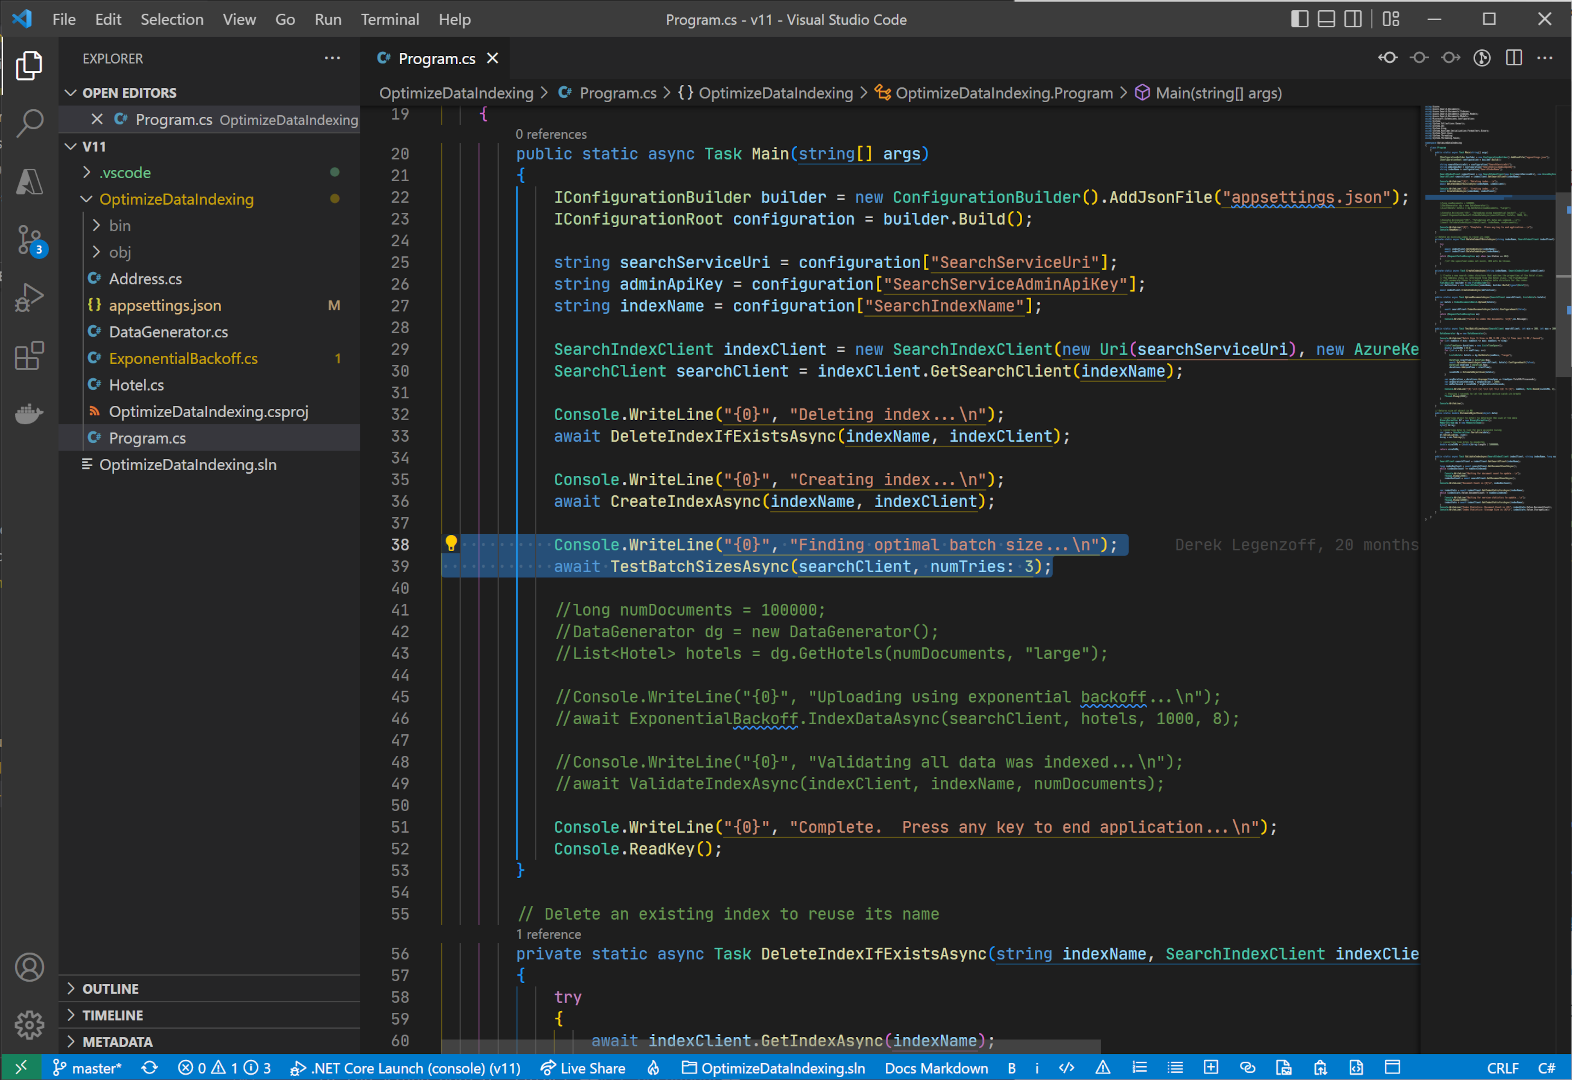 File Edit Selection View Go Run Terminal Help
Program.cs - v11 - Visual Studio Code
EXPLORER
OPEN EDITORS
Program.cs OptimizeDataIndexing
V11
.vscode
OptimizeDataIndexing
bin
obj
Address.cs
appsettings.json M
DataGenerator.cs
ExponentialBackoff.cs 1
Hotel.cs
OptimizeDataIndexing.csproj
Program.cs
OptimizeDataIndexing.sln
OUTLINE
TIMELINE
METADATA
3
Program.cs
OptimizeDataIndexing > Program.cs > {} OptimizeDataIndexing > OptimizeDataIndexing.Program > Main(string[] args)
19 {
0 references
20 public static async Task Main(string[] args)
21 {
22 IConfigurationBuilder builder = new ConfigurationBuilder().AddJsonFile("appsettings.json");
23 IConfigurationRoot configuration = builder.Build();
24
25 string searchServiceUri = configuration["SearchServiceUri"];
26 string adminApiKey = configuration["SearchServiceAdminApiKey"];
27 string indexName = configuration["SearchIndexName"];
28
29 SearchIndexClient indexClient = new SearchIndexClient(new Uri(searchServiceUri), new AzureKe
30 SearchClient searchClient = indexClient.GetSearchClient(indexName);
31
32 Console.WriteLine("{0}", "Deleting index...\n");
33 await DeleteIndexIfExistsAsync(indexName, indexClient);
34
35 Console.WriteLine("{0}", "Creating index...\n");
36 await CreateIndexAsync(indexName, indexClient);
37
38 Console.WriteLine("{0}", "Finding optimal batch size...\n"); Derek Legenzoff, 20 months
39 await TestBatchSizesAsync(searchClient, numTries: 3);
40
41 //long numDocuments = 100000;
42 //DataGenerator dg = new DataGenerator();
43 //List<Hotel> hotels = dg.GetHotels(numDocuments, "large");
44
45 //Console.WriteLine("{0}", "Uploading using exponential backoff...\n");
46 //await ExponentialBackoff.IndexDataAsync(searchClient, hotels, 1000, 8);
47
48 //Console.WriteLine("{0}", "Validating all data was indexed...\n");
49 //await ValidateIndexAsync(indexClient, indexName, numDocuments);
50
51 Console.WriteLine("{0}", "Complete.  Press any key to end application...\n");
52 Console.ReadKey();
53 }
54
55 // Delete an existing index to reuse its name
1 reference
56 private static async Task DeleteIndexIfExistsAsync(string indexName, SearchIndexClient indexClie
57 {
58 try
59 {
60 await indexClient.GetIndexAsync(indexName);
master* 0 1 3 .NET Core Launch (console) (v11) Live Share OptimizeDataIndexing.sln Docs Markdown B i </> CRLF C#